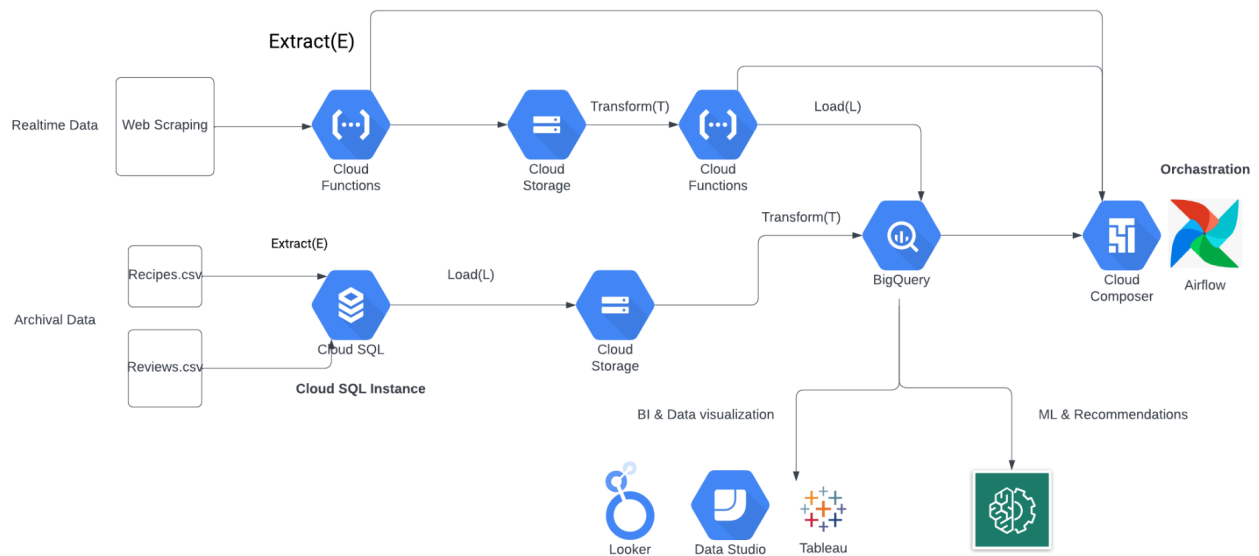 Extract(E)
Realtime Data
Web Scraping
Cloud
Functions
Cloud
Storage
Transform(T)
Cloud
Functions
Load(L)
Orchastration
Cloud
Composer
Airflow
Archival Data
Recipes.csv
Reviews.csv
Extract(E)
Cloud SQL
Cloud SQL Instance
Load(L)
Cloud
Storage
Transform(T)
BigQuery
BI & Data visualization
ML & Recommendations
Looker
Data Studio
Tableau